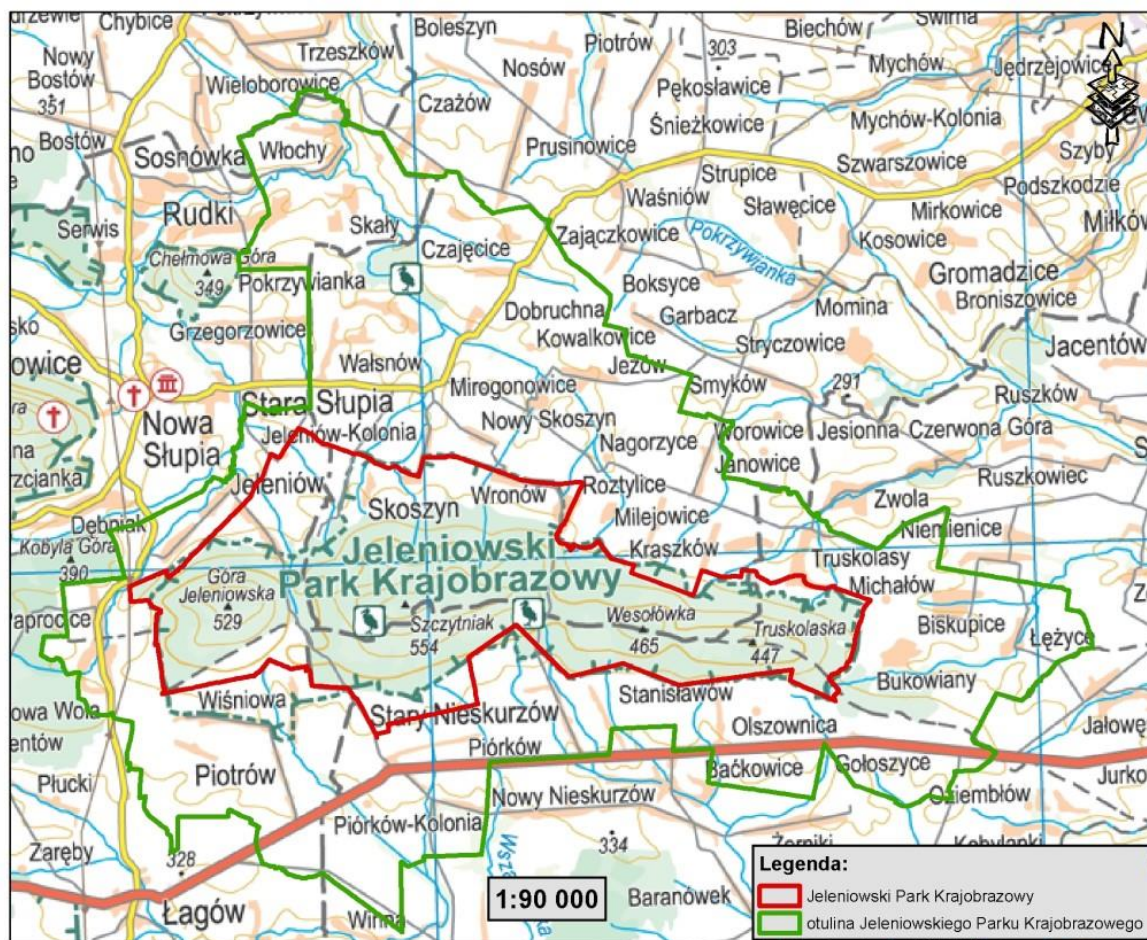 Chybice
Trzeszków
Boleszyn
Piotrów
303
Biechów
Świrna
Nowy
Bostów
351
Bostów
Wieloborowice
Nosów
Pękosławice
Mychów
Jędrzejowice
N
Czażów
Śnieżkowice
Mychów-Kolonia
Sosnówka
Włochy
Prusinowice
Strupice
Szwarszowice
Szyby
Rudki
Waśniów
Sławęcice
Mirkowice
Podszkodzie
Serwis
Skały
Zajączkowice
Pokrzywianka
Kosowice
Miłków
Chełmowa Góra
349
Czajęcice
Boksyce
Gromadzice
Pokrzywianka
Broniszowice
Grzegorzowice
Dobruchna
Garbacz
Momina
Kowalkowice
Jacentów
Wałsnów
Jeżów
Stryczowice
Mirogonowice
Smyków
291
Ruszków
Nowa
Słupia
Stara Słupia
Jeleniów-Kolonia
Nowy Skoszyn
Nagorzyce
Worowice
Jesionna
Czerwona Góra
Janowice
Ruszkowiec
Jeleniów
Skoszyn
Wronów
Roztylice
Zwola
Dębniak
Milejowice
Niemienice
Kobyla Góra
390
Jeleniowski
Park Krajobrazowy
Kraszków
Truskolasy
Michałów
Góra
Jeleniowska
529
Szczytniak
554
Wesołówka
465
Truskolaska
447
Biskupice
Łężyce
Paprocice
Wiśniowa
Stary Nieskurzów
Stanisławów
Bukowiany
Olszownica
Piórków
Płucki
Piotrów
Baćkowice
Gołoszyce
Nowy Nieskurzów
Oziembłów
Piórków-Kolonia
Zaręby
328
334
Łagów
Winna
1:90 000
Baranówek
Legenda:
Jeleniowski Park Krajobrazowy
otulina Jeleniowskiego Parku Krajobrazowego